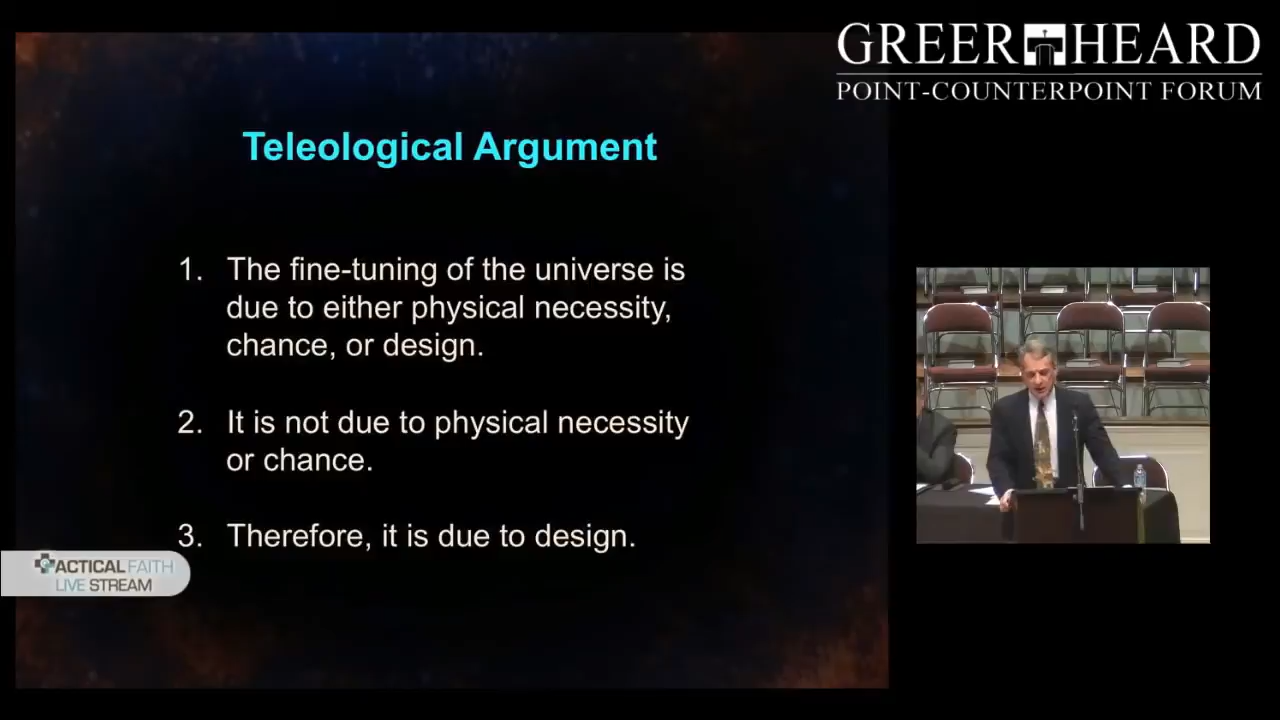 GREER HEARD
POINT-COUNTERPOINT FORUM
Teleological Argument
1. The fine-tuning of the universe is
due to either physical necessity,
chance, or design.
2. It is not due to physical necessity
or chance.
3. Therefore, it is due to design.
ACTICAL FAITH
LIVE STREAM